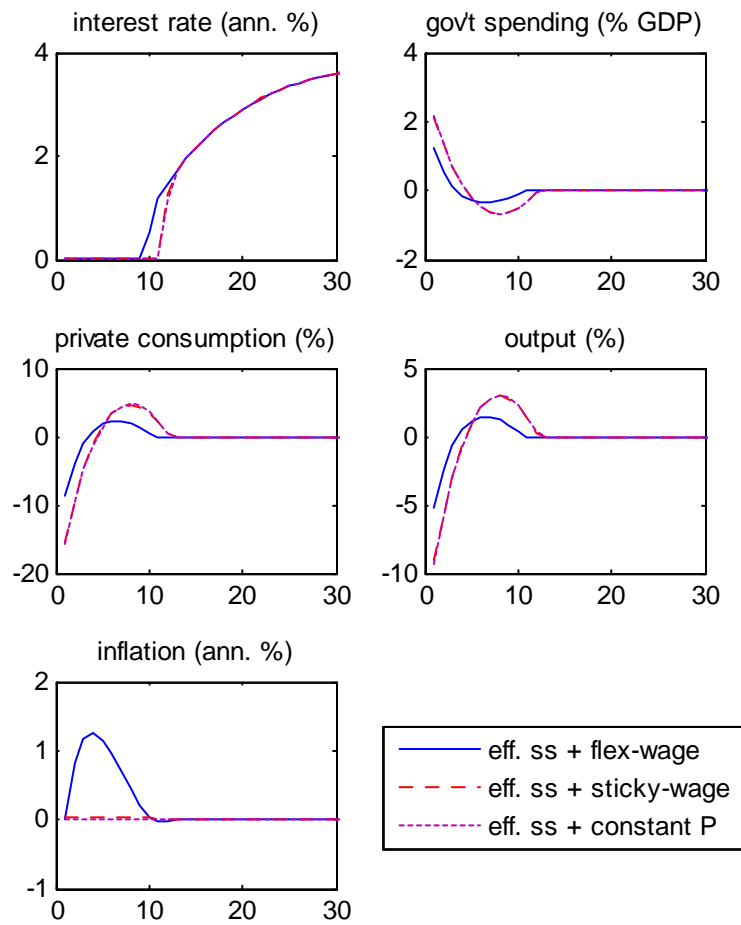 interest rate (ann. %)
4
2
0
0 10 20 30
gov't spending (% GDP)
4
2
0
-2
0 10 20 30
private consumption (%)
10
0
-10
-20
0 10 20 30
output (%)
5
0
-5
-10
0 10 20 30
inflation (ann. %)
2
1
0
-1
0 10 20 30
eff. ss + flex-wage
eff. ss + sticky-wage
eff. ss + constant P